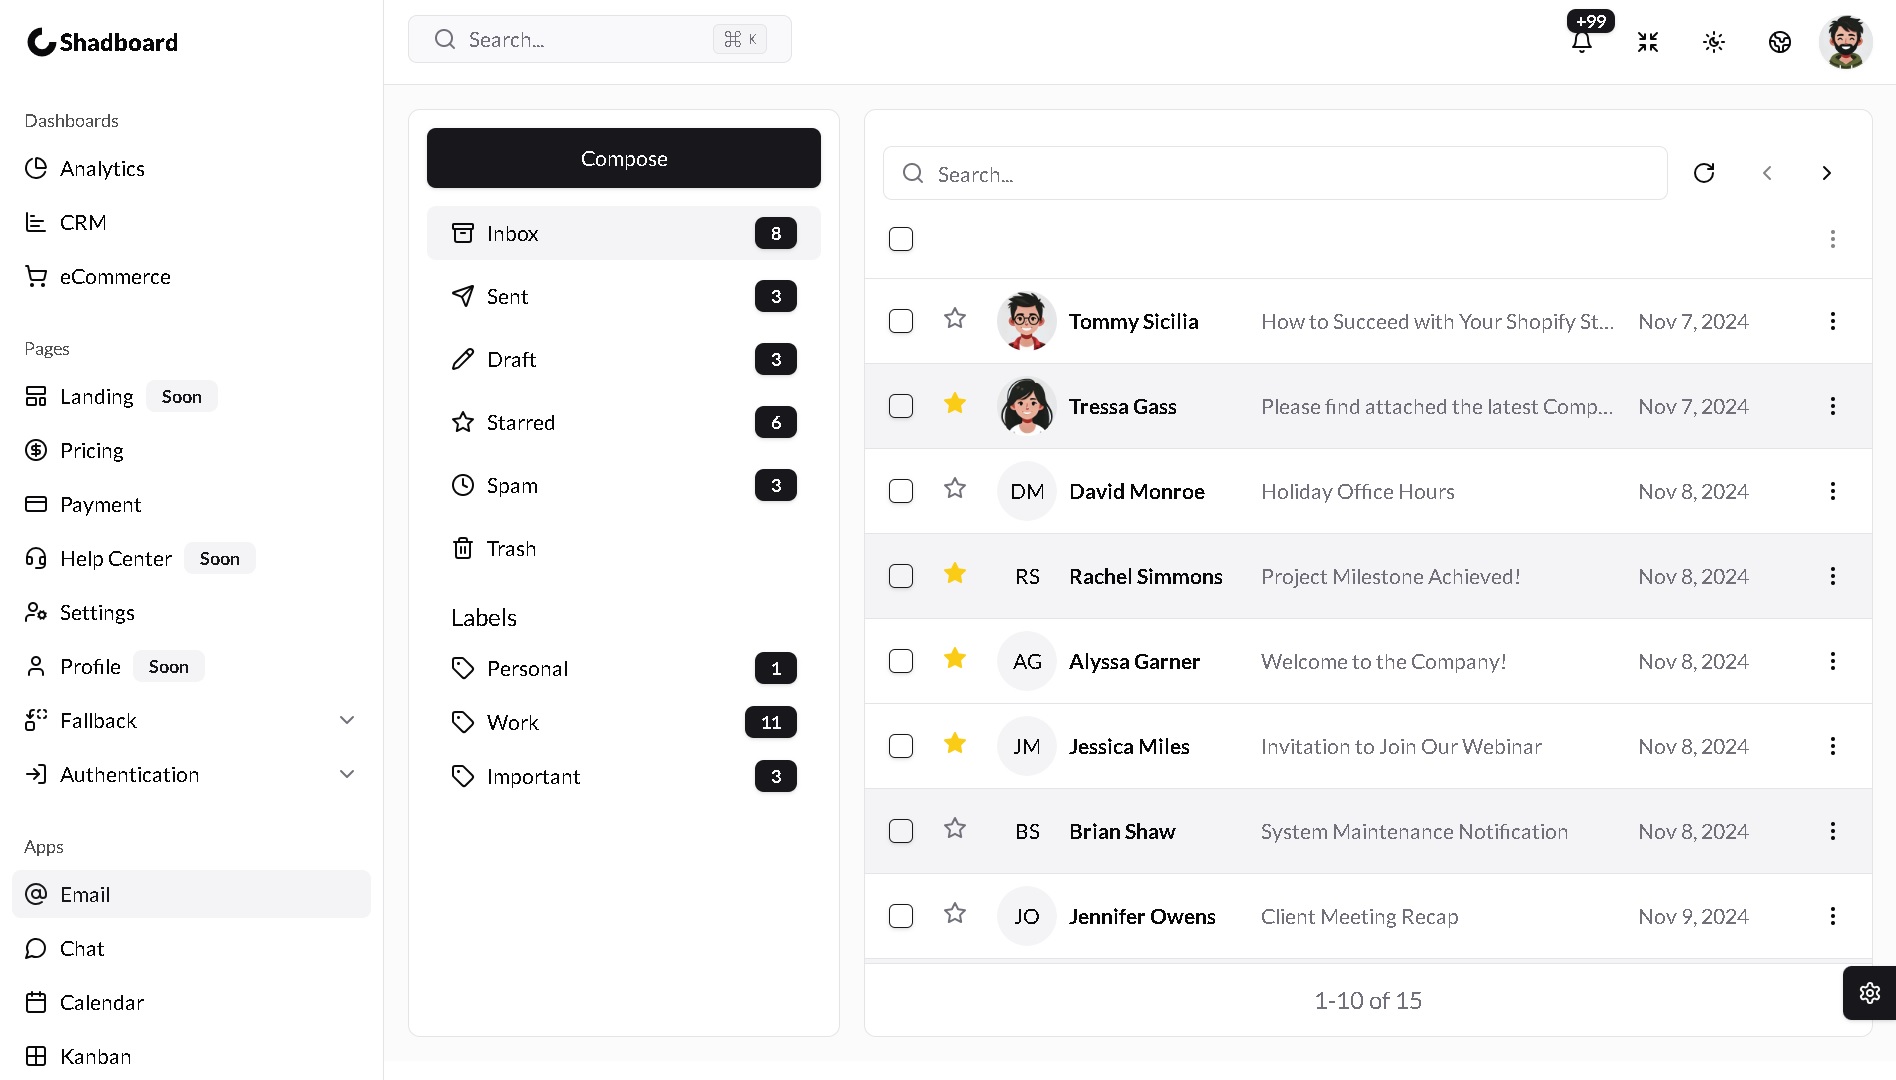 Shadboard
Search...
⌘ K
+99
Dashboards
Analytics
CRM
eCommerce
Pages
Landing Soon
Pricing
Payment
Help Center Soon
Settings
Profile Soon
Fallback
Authentication
Apps
Email
Chat
Calendar
Kanban
Compose
Inbox 8
Sent 3
Draft 3
Starred 6
Spam 3
Trash
Labels
Personal 1
Work 11
Important 3
Search...
Tommy Sicilia How to Succeed with Your Shopify St... Nov 7, 2024
Tressa Gass Please find attached the latest Comp... Nov 7, 2024
DM David Monroe Holiday Office Hours Nov 8, 2024
RS Rachel Simmons Project Milestone Achieved! Nov 8, 2024
AG Alyssa Garner Welcome to the Company! Nov 8, 2024
JM Jessica Miles Invitation to Join Our Webinar Nov 8, 2024
BS Brian Shaw System Maintenance Notification Nov 8, 2024
JO Jennifer Owens Client Meeting Recap Nov 9, 2024
1-10 of 15